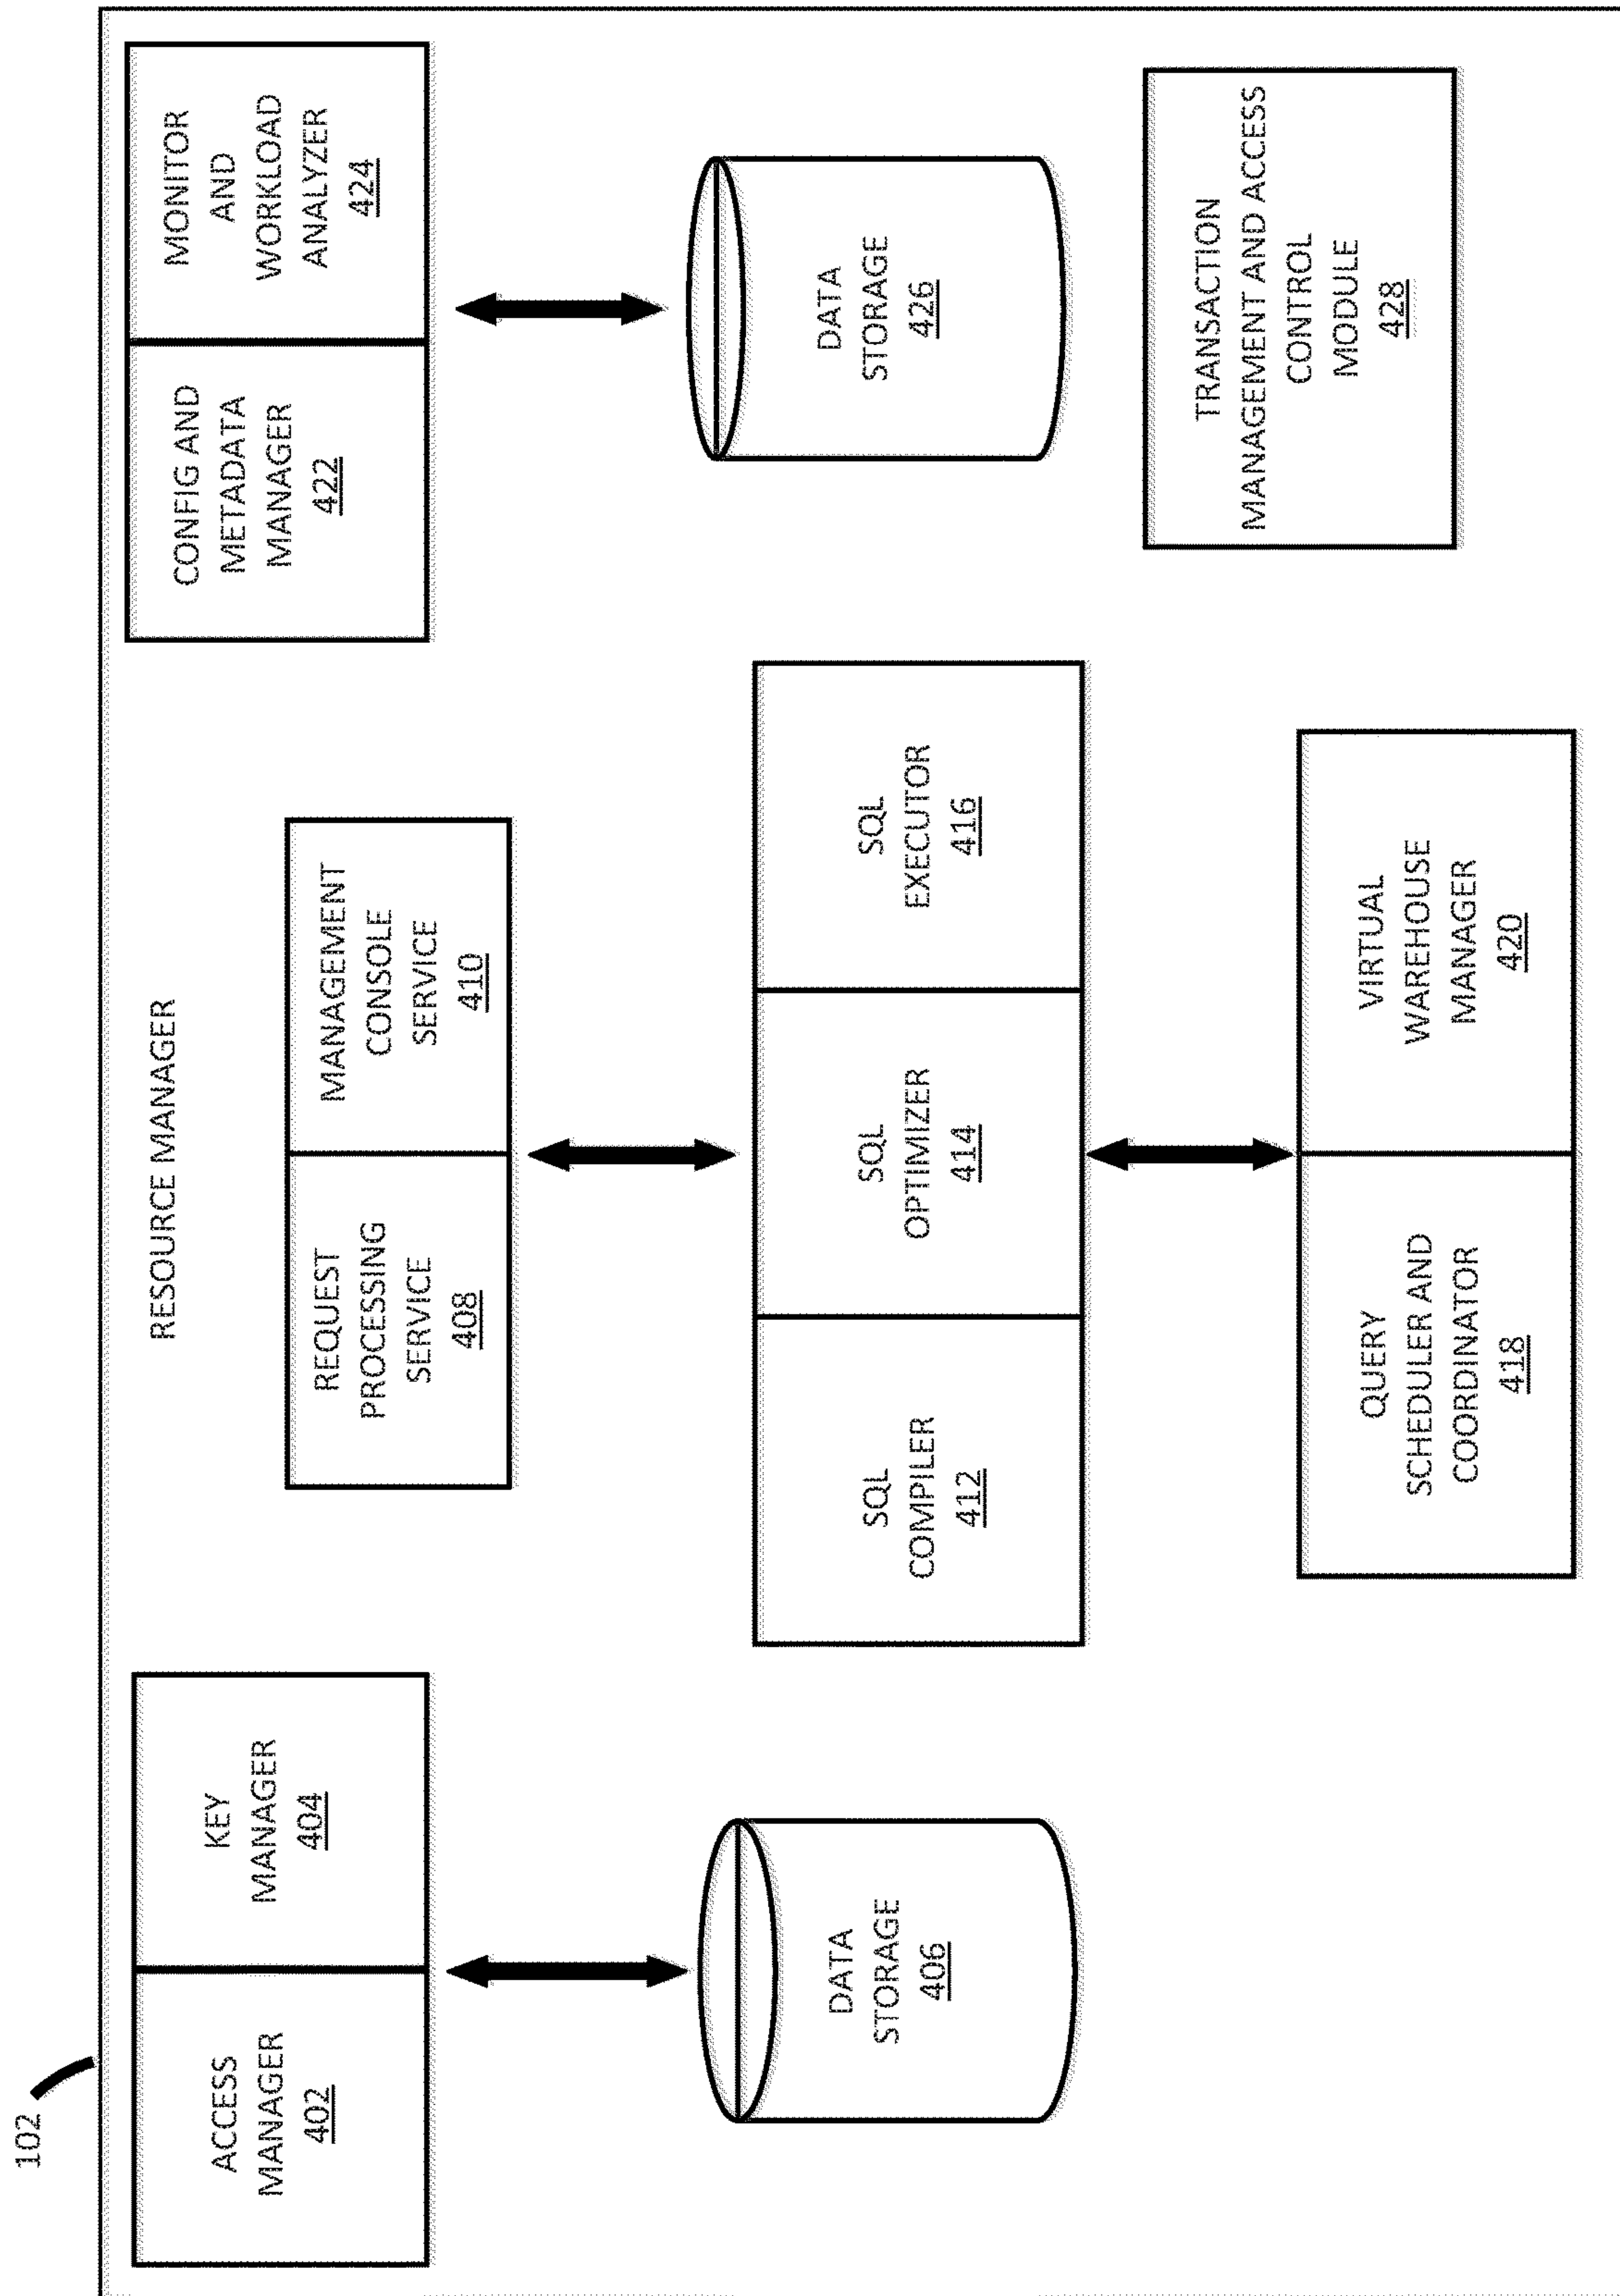 102
RESOURCE MANAGER
ACCESS
MANAGER
402
KEY
MANAGER
404
DATA
STORAGE
406
REQUEST
PROCESSING
SERVICE
408
MANAGEMENT
CONSOLE
SERVICE
410
SQL
COMPILER
412
SQL
OPTIMIZER
414
SQL
EXECUTOR
416
QUERY
SCHEDULER AND
COORDINATOR
418
VIRTUAL
WAREHOUSE
MANAGER
420
CONFIG AND
METADATA
MANAGER
422
MONITOR
AND
WORKLOAD
ANALYZER
424
DATA
STORAGE
426
TRANSACTION
MANAGEMENT AND ACCESS
CONTROL
MODULE
428